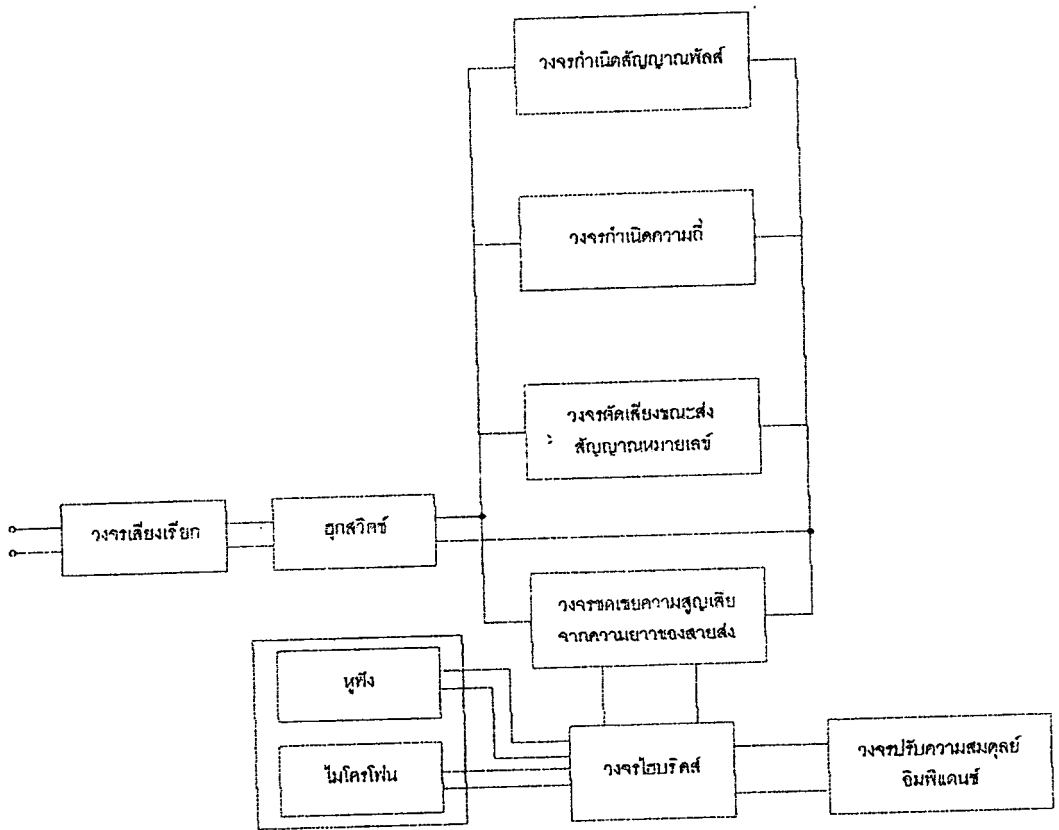 วงจรกำเนิดสัญญาณพัลส์
วงจรกำเนิดความถี่
วงจรตัดเสียงขณะส่ง
สัญญาณหมายเลข์
วงจรเสียงเรียก
ฮุกสวิตช์
วงจรชดเชยความสูญเสีย
จากความยาวของสายส่ง
หูฟัง
ไมโครโฟน
วงจรไฮบริดส์
วงจรปรับความสมดุลย์
อิมพีแดนซ์